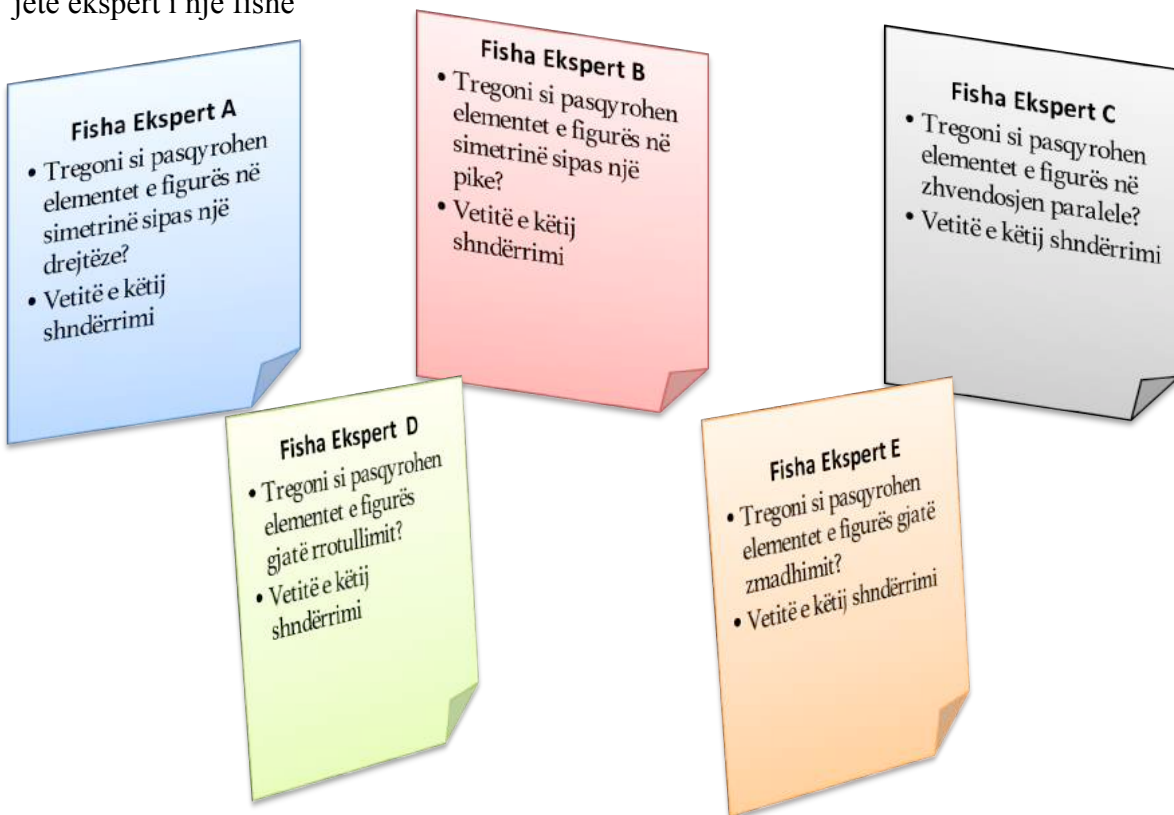 jetë ekspert i një fishe
Fisha Ekspert A
• Tregoni si pasqyrohen
elementet e figurës në
simetrinë sipas një
drejtëze?
• Vetitë e këtij
shndërrimi
Fisha Ekspert B
• Tregoni si pasqyrohen
elementet e figurës në
simetrinë sipas një
pike?
• Vetitë e këtij
shndërrimi
Fisha Ekspert C
• Tregoni si pasqyrohen
elementet e figurës në
zhvendosjen paralele?
• Vetitë e këtij shndërrimi
Fisha Ekspert D
• Tregoni si pasqyrohen
elementet e figurës
gjatë rrotullimit?
• Vetitë e këtij
shndërrimi
Fisha Ekspert E
• Tregoni si pasqyrohen
elementet e figurës gjatë
zmadhimit?
• Vetitë e këtij shndërrimi